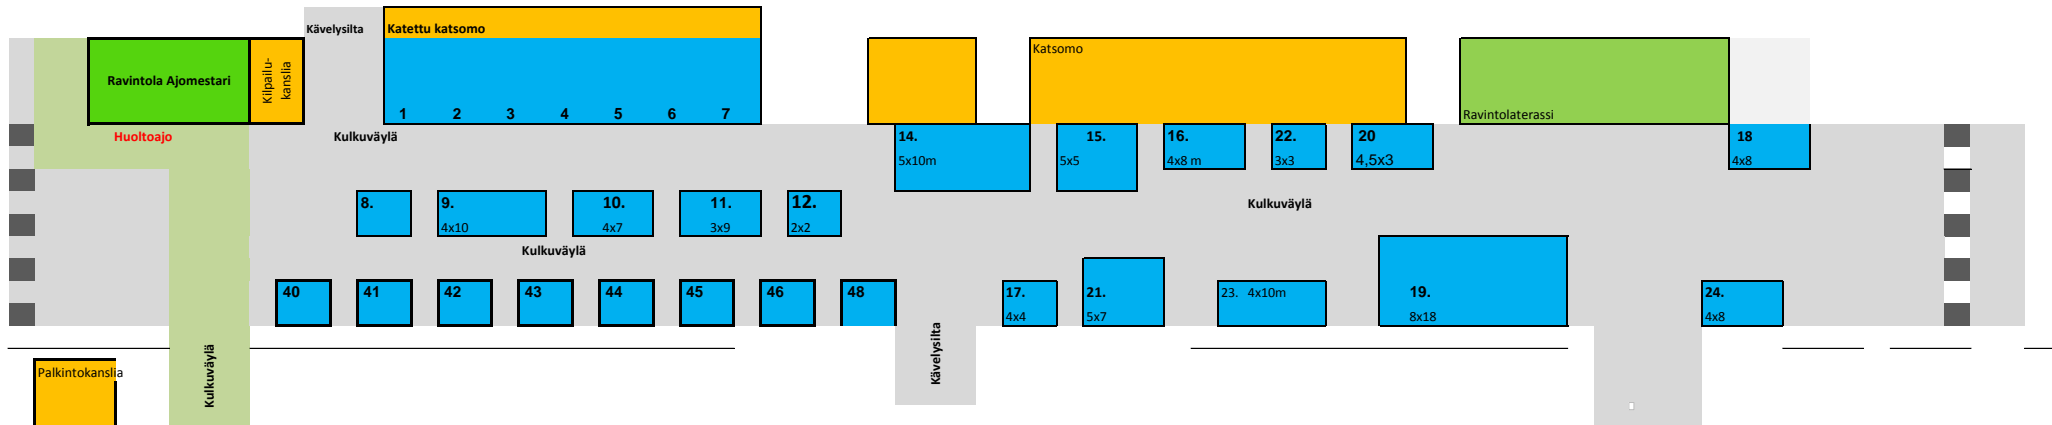 Kävelysilta
Katettu katsomo
Katsomo
Ravintola Ajomestari
Kilpailu-
kanslia
1 2 3 4 5 6 7
Ravintolaterassi
Huoltoajo
Kulkuväylä
14.
5x10m
15.
5x5
16.
4x8 m
22.
3x3
20
4,5x3
18
4x8
8.
9.
4x10
10.
4x7
11.
3x9
12.
2x2
Kulkuväylä
Kulkuväylä
40
41
42
43
44
45
46
48
17.
4x4
21.
5x7
23. 4x10m
19.
8x18
24.
4x8
Kävelysilta
Kulkuväylä
Palkintokanslia